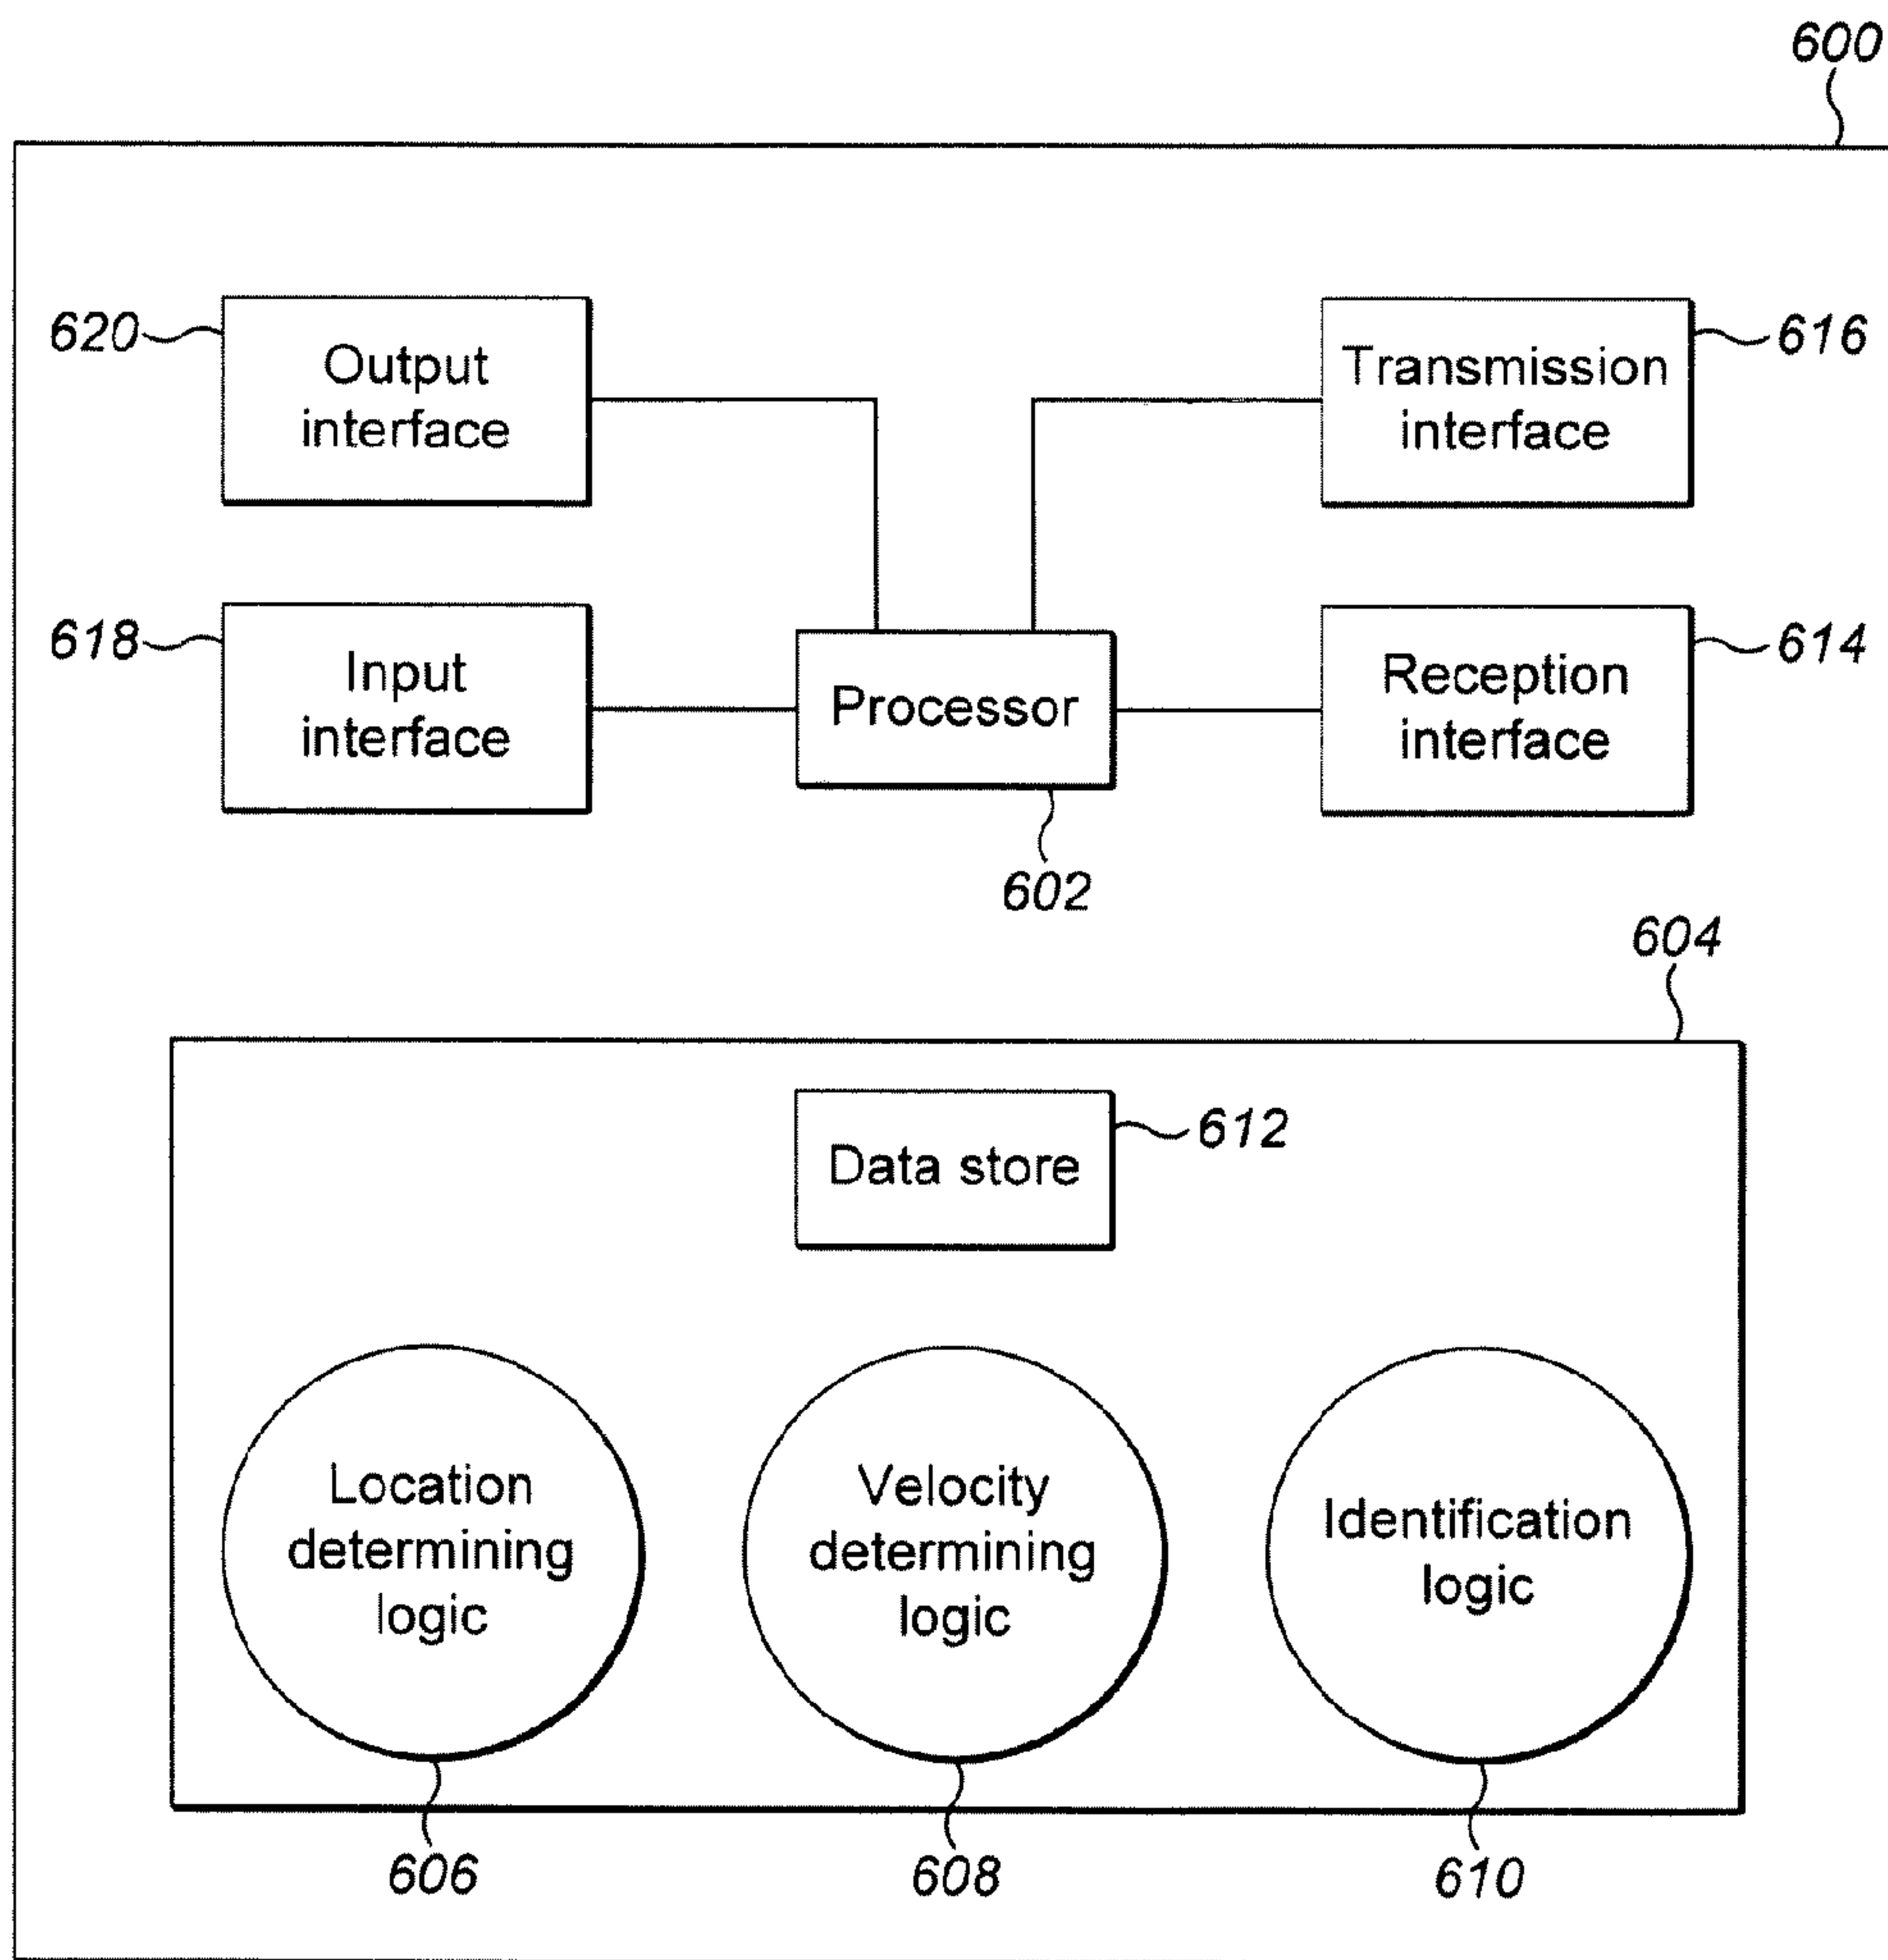 600
620
Output
interface
Transmission
interface
616
618
Input
interface
Processor
Reception
interface
614
602
604
Data store
612
Location
determining
logic
Velocity
determining
logic
Identification
logic
606
608
610